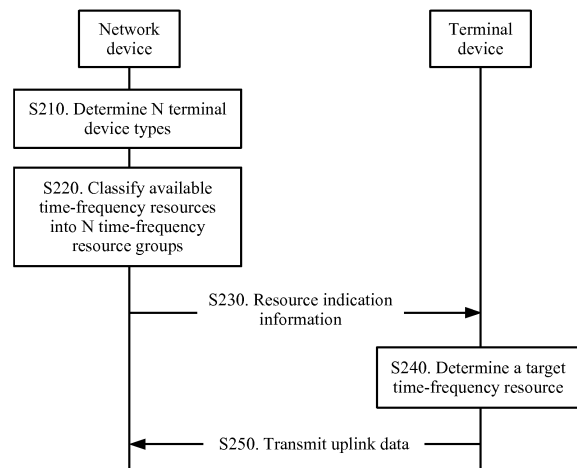 Network
device
Terminal
device
S210. Determine N terminal
device types
S220. Classify available
time-frequency resources
into N time-frequency
resource groups
S230. Resource indication
information
S240. Determine a target
time-frequency resource
S250. Transmit uplink data